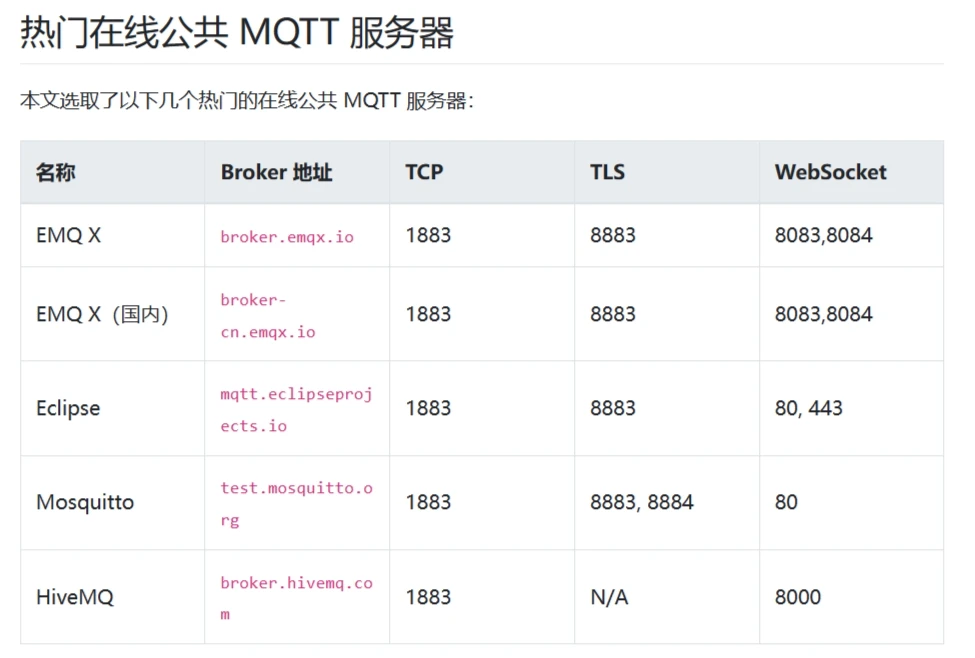 热门在线公共 MQTT 服务器
本文选取了以下几个热门的在线公共 MQTT 服务器：
名称 Broker 地址 TCP TLS WebSocket
EMQ X broker.emqx.io 1883 8883 8083,8084
EMQ X（国内） broker-
cn.emqx.io 1883 8883 8083,8084
Eclipse mqtt.eclipseproj
ects.io 1883 8883 80, 443
Mosquitto test.mosquitto.o
rg 1883 8883, 8884 80
HiveMQ broker.hivemq.co
m 1883 N/A 8000